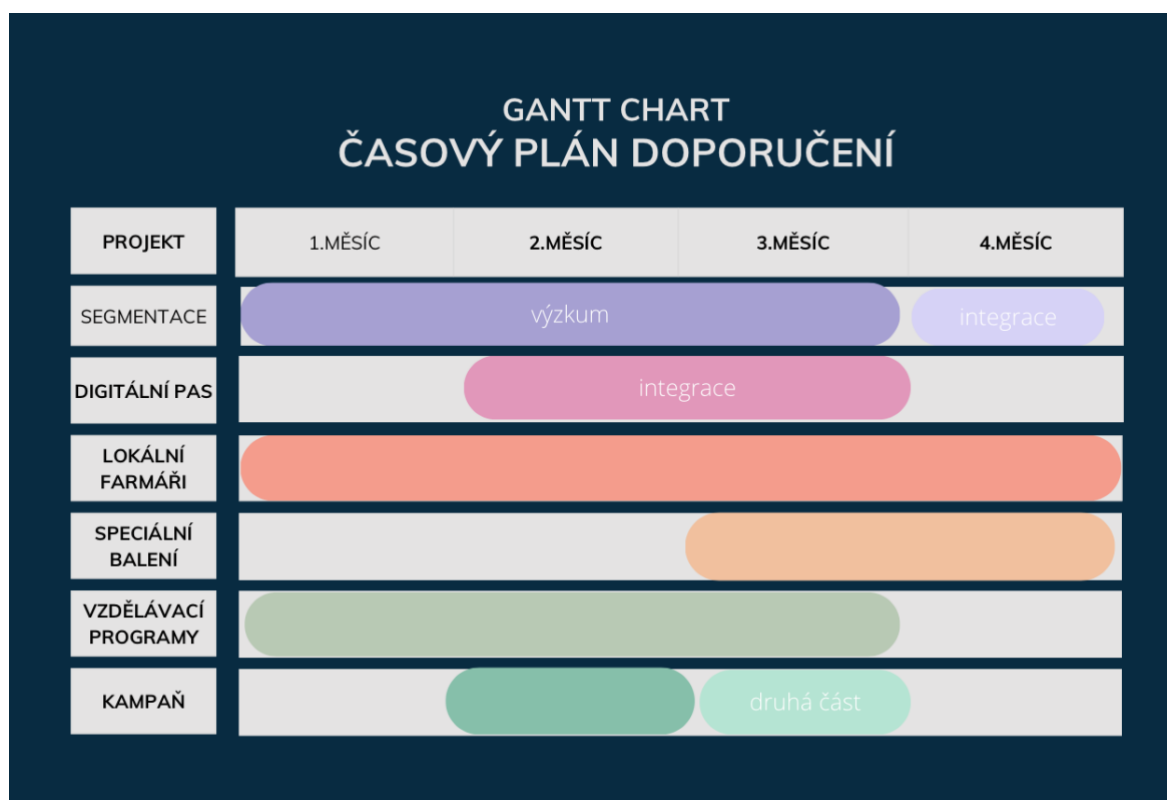 GANTT CHART
ČASOVÝ PLÁN DOPORUČENÍ
PROJEKT
1.MĚSÍC
2.MĚSÍC
3.MĚSÍC
4.MĚSÍC
SEGMENTACE
výzkum
integrace
DIGITÁLNÍ PAS
integrace
LOKÁLNÍ
FARMÁŘI
SPECIÁLNÍ
BALENÍ
VZDĚLÁVACÍ
PROGRAMY
KAMPAŇ
druhá část